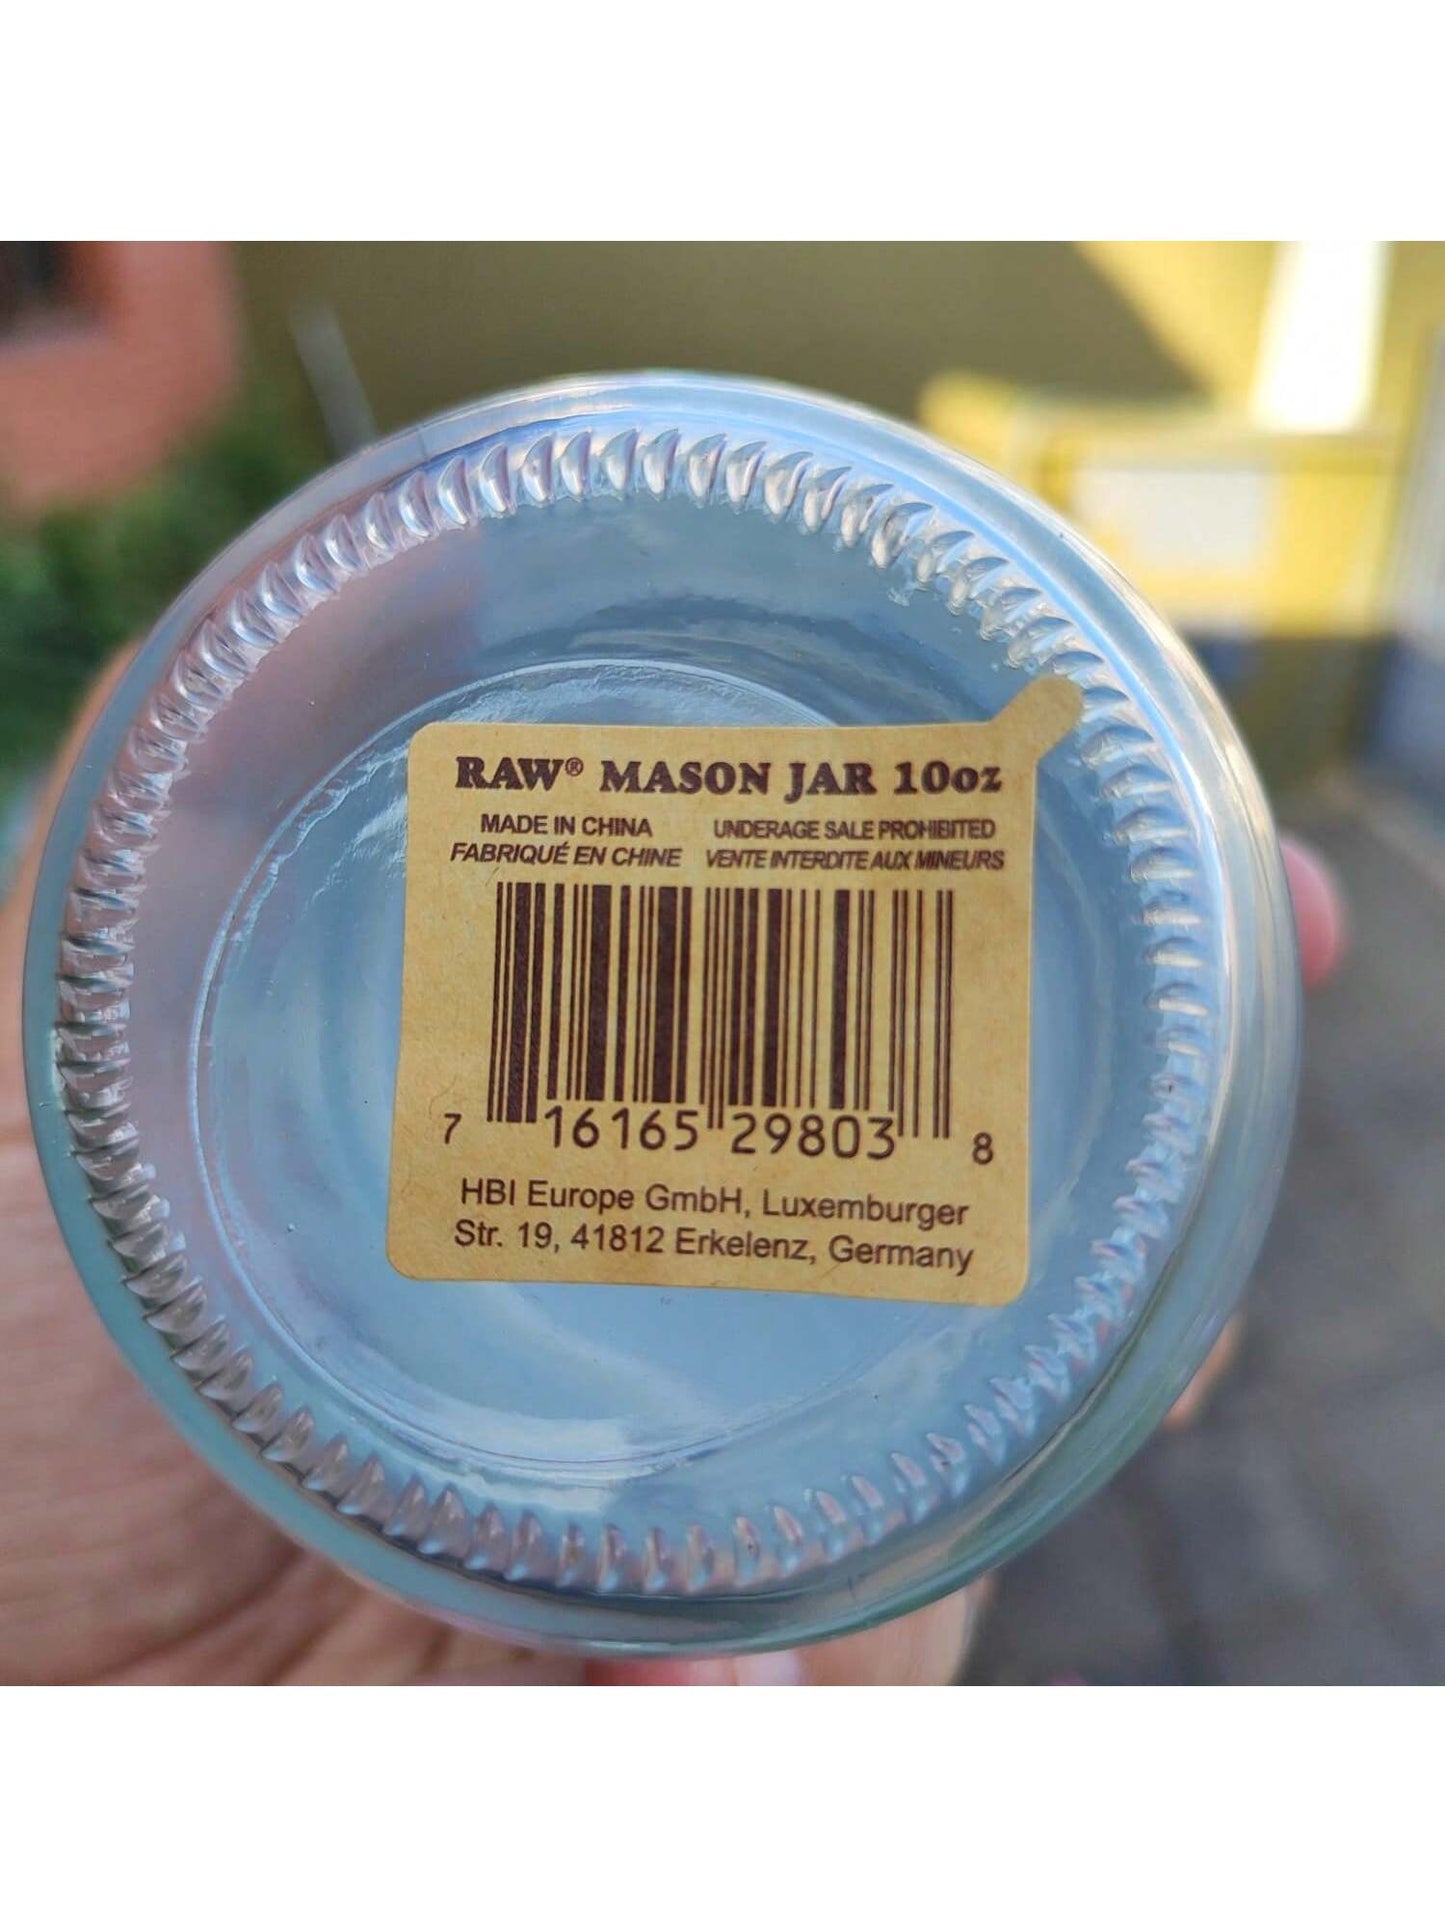 RAW® MASON JAR 10oz
MADE IN CHINA UNDERAGE SALE PROHIBITED
FABRIQUÉ EN CHINE VENTE INTERDITE AUX MINEURS
7 16165 29803 8
HBI Europe GmbH, Luxemburger
Str. 19, 41812 Erkelenz, Germany